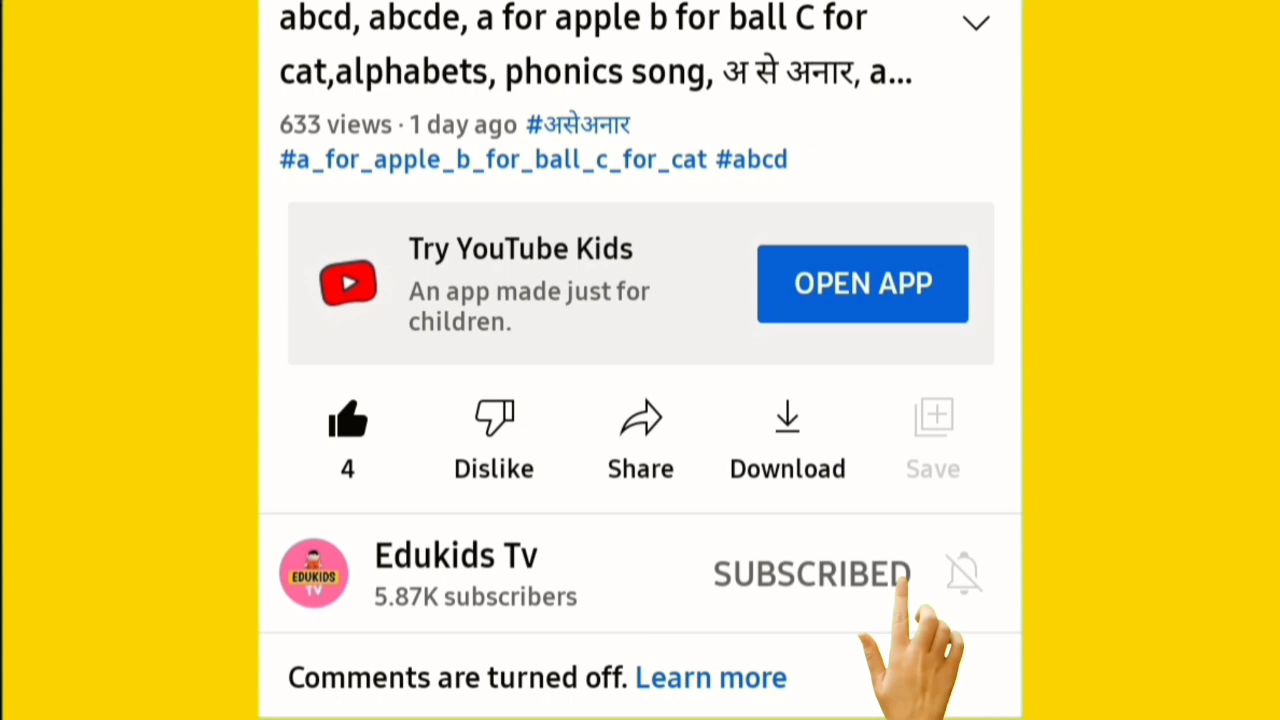 abcd, abcde, a for apple b for ball C for
cat,alphabets, phonics song, अ से अनार, a...
633 views · 1 day ago #असेअनार
#a_for_apple_b_for_ball_c_for_cat #abcd
Try YouTube Kids
An app made just for
children.
OPEN APP
4
Dislike
Share
Download
Save
EDUKIDS
TV
Edukids Tv
5.87K subscribers
SUBSCRIBED
Comments are turned off. Learn more